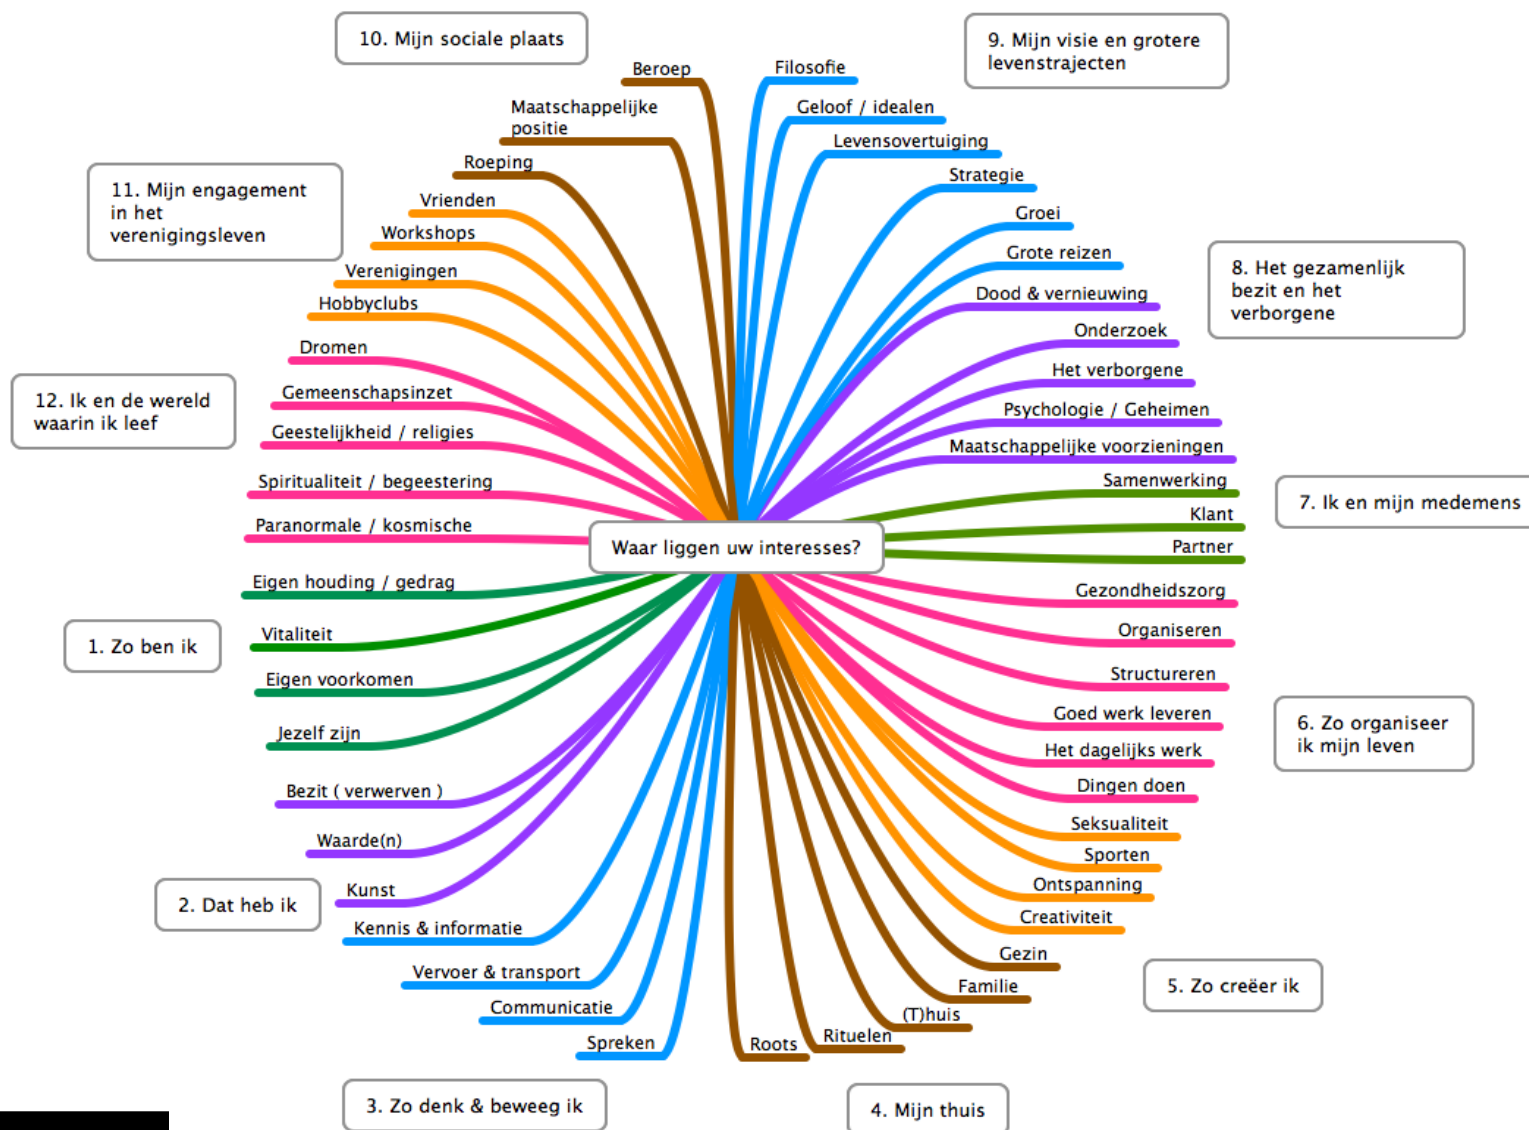 10. Mijn sociale plaats
9. Mijn visie en grotere
levenstrajecten
Beroep
Filosofie
Maatschappelijke
positie
Geloof / idealen
Levensovertuiging
Roeping
Strategie
11. Mijn engagement
in het
verenigingsleven
Vrienden
Groei
Workshops
Grote reizen
8. Het gezamenlijk
bezit en het
verborgene
Verenigingen
Dood & vernieuwing
Hobbyclubs
Onderzoek
Dromen
Het verborgene
12. Ik en de wereld
waarin ik leef
Gemeenschapsinzet
Psychologie / Geheimen
Geestelijkheid / religies
Maatschappelijke voorzieningen
Spiritualiteit / begeestering
Samenwerking
7. Ik en mijn medemens
Paranormale / kosmische
Klant
Waar liggen uw interesses?
Partner
Eigen houding / gedrag
Gezondheidszorg
1. Zo ben ik
Vitaliteit
Organiseren
Eigen voorkomen
Structureren
Jezelf zijn
Goed werk leveren
6. Zo organiseer
ik mijn leven
Het dagelijks werk
Bezit ( verwerven )
Dingen doen
Waarde(n)
Seksualiteit
Sporten
2. Dat heb ik
Kunst
Ontspanning
Kennis & informatie
Creativiteit
Gezin
Vervoer & transport
Familie
5. Zo creëer ik
Communicatie
(T)huis
Spreken
Roots
Rituelen
3. Zo denk & beweeg ik
4. Mijn thuis